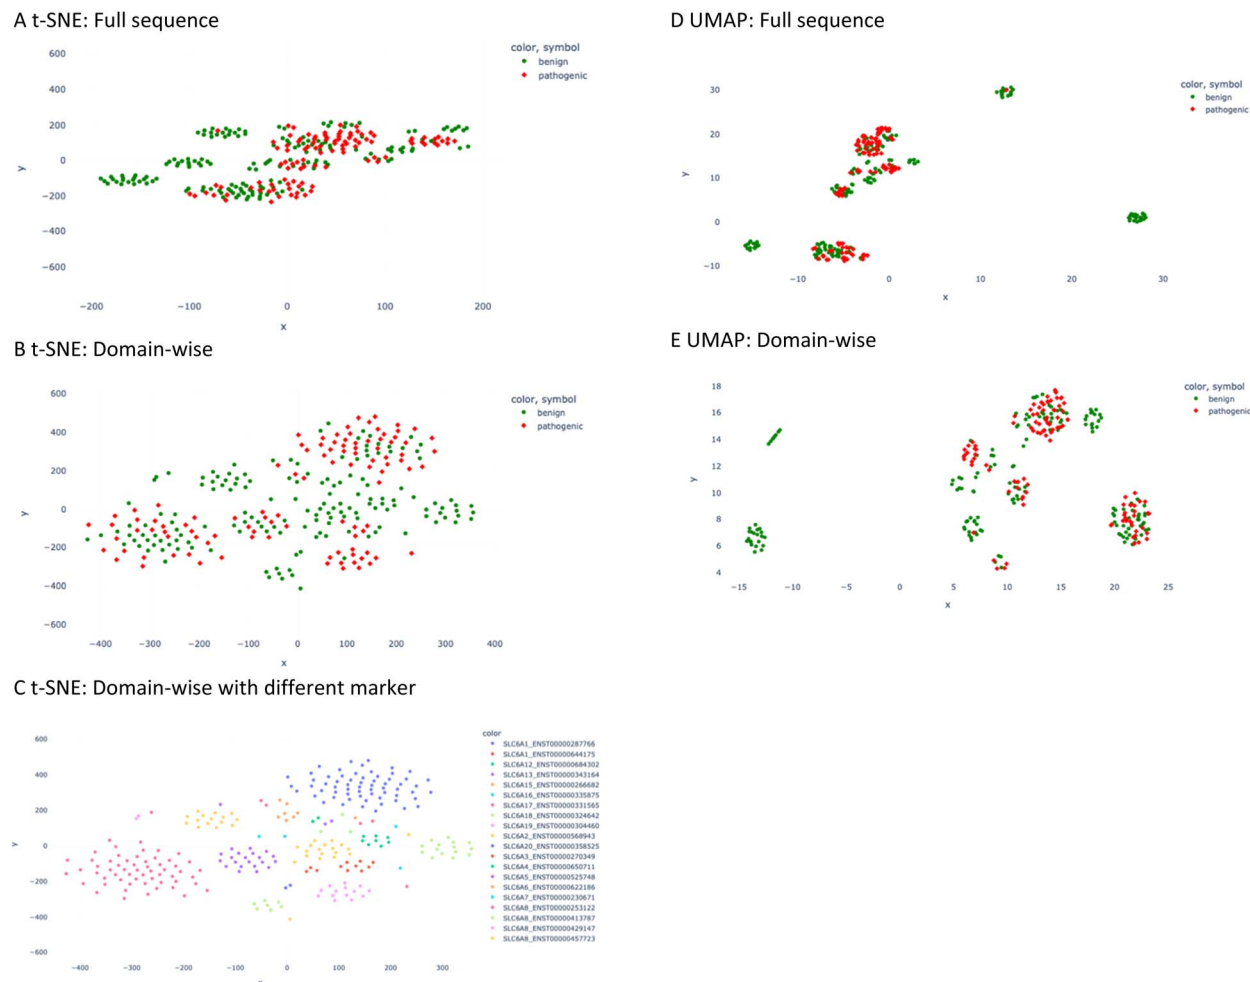 A t-SNE: Full sequence
color, symbol
benign
pathogenic
600
400
200
0
−200
−400
−600
y
−200 −100 0 100 200
x
B t-SNE: Domain-wise
color, symbol
benign
pathogenic
600
400
200
0
−200
−400
−600
y
−400 −300 −200 −100 0 100 200 300 400
x
C t-SNE: Domain-wise with different marker
color
SLC6A1_ENST00000287766
SLC6A1_ENST00000644175
SLC6A12_ENST00000684302
SLC6A13_ENST00000343164
SLC6A15_ENST00000266682
SLC6A16_ENST00000335875
SLC6A17_ENST00000331565
SLC6A18_ENST00000324642
SLC6A19_ENST00000304460
SLC6A2_ENST00000568943
SLC6A20_ENST00000358525
SLC6A3_ENST00000270349
SLC6A4_ENST00000650711
SLC6A5_ENST00000525748
SLC6A6_ENST00000622186
SLC6A7_ENST00000230671
SLC6A8_ENST00000253122
SLC6A8_ENST00000413787
SLC6A8_ENST00000429147
SLC6A8_ENST00000457723
600
400
200
0
−200
−400
−600
y
−400 −300 −200 −100 0 100 200 300
D UMAP: Full sequence
color, symbol
benign
pathogenic
30
20
10
0
−10
y
−10 0 10 20 30
x
E UMAP: Domain-wise
color, symbol
benign
pathogenic
18
16
14
12
10
8
6
4
y
−15 −10 −5 0 5 10 15 20 25
x